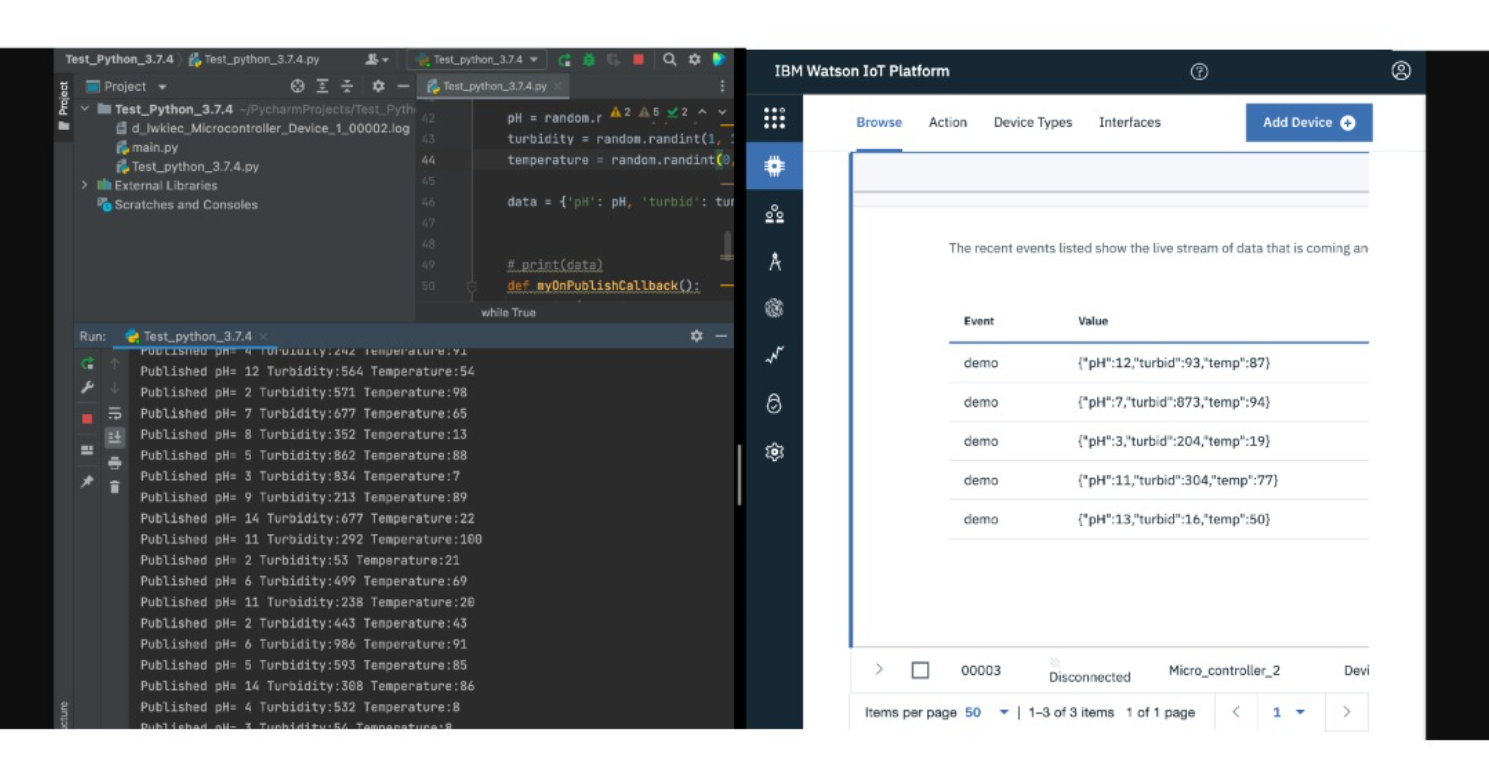 Test_Python_3.7.4 〉 Test_python_3.7.4.py
Test_python_3.7.4
Project
Project
Test_Python_3.7.4 ~/PycharmProjects/Test_Pyth
d_lwkiec_Microcontroller_Device_1_00002.log
main.py
Test_python_3.7.4.py
External Libraries
Scratches and Consoles
Test_python_3.7.4.py ×
42 pH = random.r 2 5 2
43 turbidity = random.randint(1,
44 temperature = random.randint(0,
45
46 data = {'pH': pH, 'turbid': tur
47
48
49 # print(data)
50 def myOnPublishCallback():
while True
Run: Test_python_3.7.4 ×
Published pH= 4 Turbidity:242 Temperature:91
Published pH= 12 Turbidity:564 Temperature:54
Published pH= 2 Turbidity:571 Temperature:98
Published pH= 7 Turbidity:677 Temperature:65
Published pH= 8 Turbidity:352 Temperature:13
Published pH= 5 Turbidity:862 Temperature:88
Published pH= 3 Turbidity:834 Temperature:7
Published pH= 9 Turbidity:213 Temperature:89
Published pH= 14 Turbidity:677 Temperature:22
Published pH= 11 Turbidity:292 Temperature:100
Published pH= 2 Turbidity:53 Temperature:21
Published pH= 6 Turbidity:499 Temperature:69
Published pH= 11 Turbidity:238 Temperature:20
Published pH= 2 Turbidity:443 Temperature:43
Published pH= 6 Turbidity:986 Temperature:91
Published pH= 5 Turbidity:593 Temperature:85
Published pH= 14 Turbidity:308 Temperature:86
Published pH= 4 Turbidity:532 Temperature:8
Published pH= 3 Turbidity:54 Temperature:8
ucture
IBM Watson IoT Platform
Browse Action Device Types Interfaces Add Device
The recent events listed show the live stream of data that is coming an
Event Value
demo {"pH":12,"turbid":93,"temp":87}
demo {"pH":7,"turbid":873,"temp":94}
demo {"pH":3,"turbid":204,"temp":19}
demo {"pH":11,"turbid":304,"temp":77}
demo {"pH":13,"turbid":16,"temp":50}
00003 Disconnected Micro_controller_2 Devi
Items per page 50 | 1–3 of 3 items 1 of 1 page 1